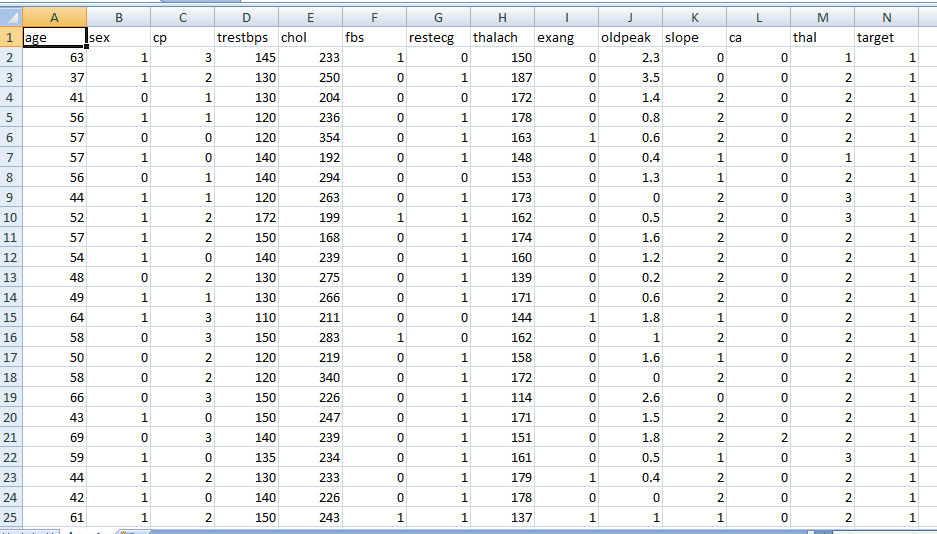 A B C D E F G H I J K L M N
1 age sex cp trestbps chol fbs restecg thalach exang oldpeak slope ca thal target
2 63 1 3 145 233 1 0 150 0 2.3 0 0 1 1
3 37 1 2 130 250 0 1 187 0 3.5 0 0 2 1
4 41 0 1 130 204 0 0 172 0 1.4 2 0 2 1
5 56 1 1 120 236 0 1 178 0 0.8 2 0 2 1
6 57 0 0 120 354 0 1 163 1 0.6 2 0 2 1
7 57 1 0 140 192 0 1 148 0 0.4 1 0 1 1
8 56 0 1 140 294 0 0 153 0 1.3 1 0 2 1
9 44 1 1 120 263 0 1 173 0 0 2 0 3 1
10 52 1 2 172 199 1 1 162 0 0.5 2 0 3 1
11 57 1 2 150 168 0 1 174 0 1.6 2 0 2 1
12 54 1 0 140 239 0 1 160 0 1.2 2 0 2 1
13 48 0 2 130 275 0 1 139 0 0.2 2 0 2 1
14 49 1 1 130 266 0 1 171 0 0.6 2 0 2 1
15 64 1 3 110 211 0 0 144 1 1.8 1 0 2 1
16 58 0 3 150 283 1 0 162 0 1 2 0 2 1
17 50 0 2 120 219 0 1 158 0 1.6 1 0 2 1
18 58 0 2 120 340 0 1 172 0 0 2 0 2 1
19 66 0 3 150 226 0 1 114 0 2.6 0 0 2 1
20 43 1 0 150 247 0 1 171 0 1.5 2 0 2 1
21 69 0 3 140 239 0 1 151 0 1.8 2 2 2 1
22 59 1 0 135 234 0 1 161 0 0.5 1 0 3 1
23 44 1 2 130 233 0 1 179 1 0.4 2 0 2 1
24 42 1 0 140 226 0 1 178 0 0 2 0 2 1
25 61 1 2 150 243 1 1 137 1 1 1 0 2 1